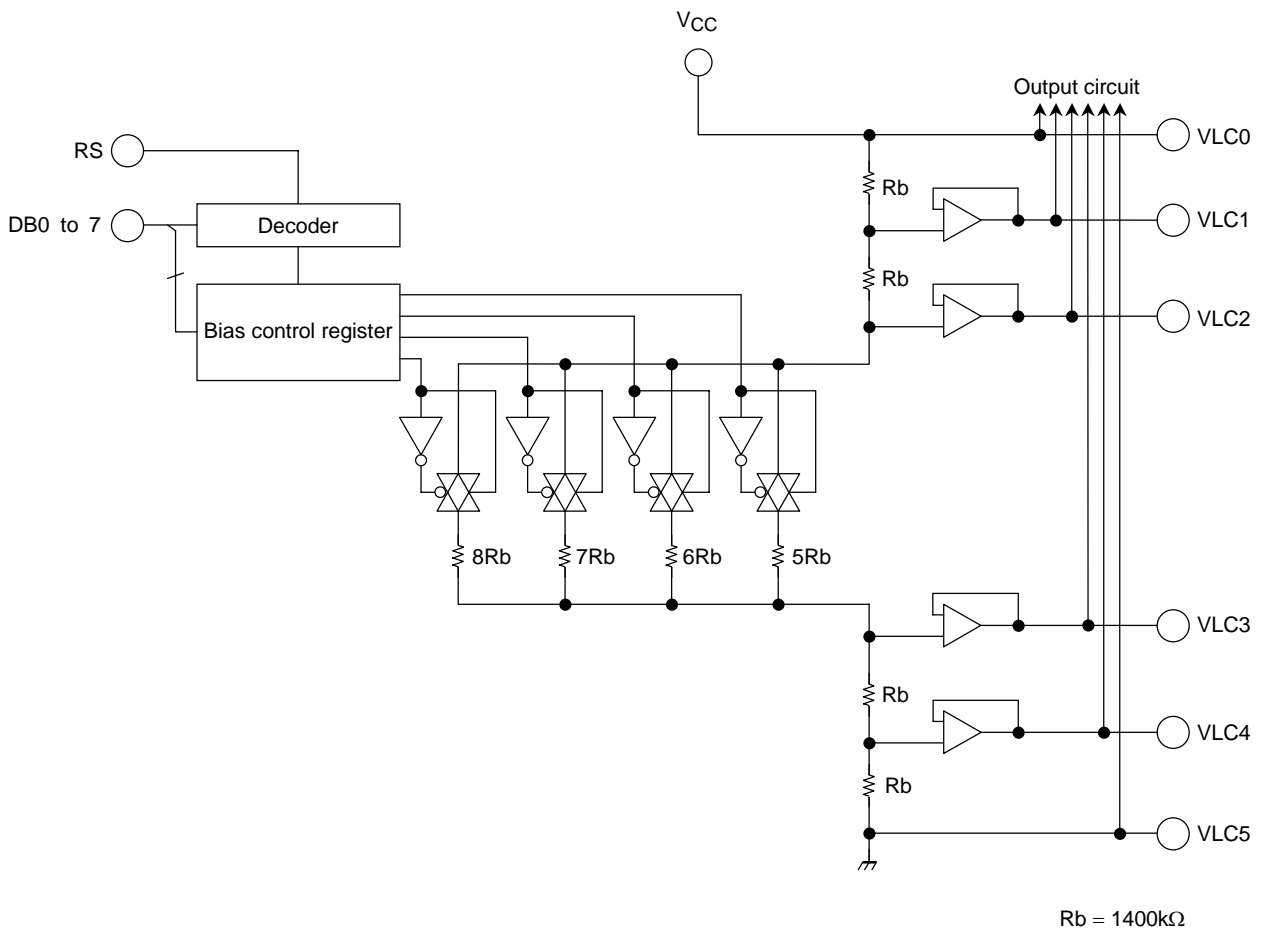 VCC
Output circuit
RS
VLC0
Rb
DB0 to 7
Decoder
VLC1
Rb
Bias control register
VLC2
8Rb
7Rb
6Rb
5Rb
VLC3
Rb
VLC4
Rb
VLC5
Rb = 1400kΩ